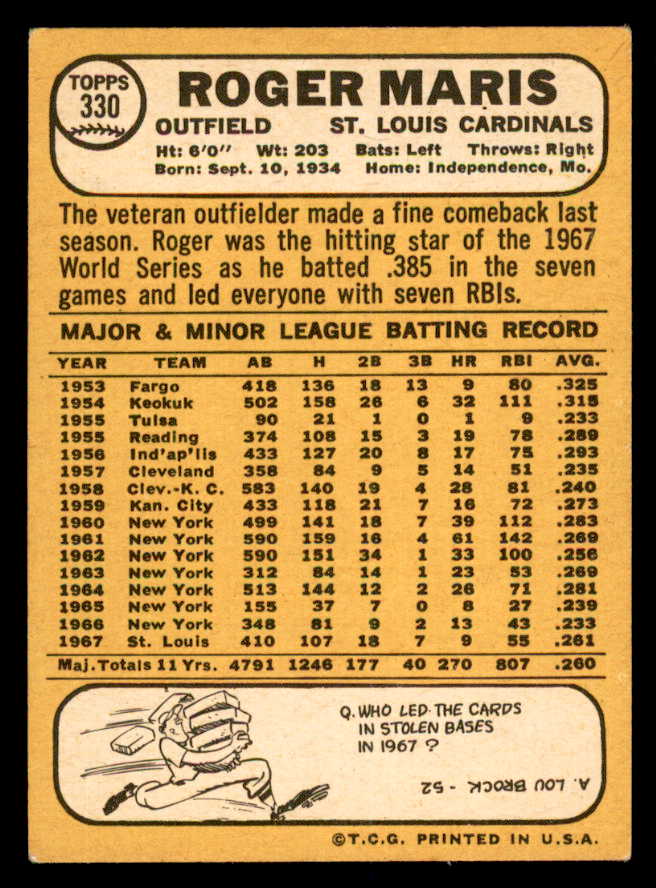 TOPPS
330
ROGER MARIS
OUTFIELD ST. LOUIS CARDINALS
Ht: 6'0" Wt: 203 Bats: Left Throws: Right
Born: Sept. 10, 1934 Home: Independence, Mo.
The veteran outfielder made a fine comeback last
season. Roger was the hitting star of the 1967
World Series as he batted .385 in the seven
games and led everyone with seven RBIs.
MAJOR & MINOR LEAGUE BATTING RECORD
YEAR TEAM AB H 2B 3B HR RBI AVG.
1953 Fargo 418 136 18 13 9 80 .325
1954 Keokuk 502 158 26 6 32 111 .315
1955 Tulsa 90 21 1 0 1 9 .233
1955 Reading 374 108 15 3 19 78 .289
1956 Ind'ap'lis 433 127 20 8 17 75 .293
1957 Cleveland 358 84 9 5 14 51 .235
1958 Clev.-K. C. 583 140 19 4 28 81 .240
1959 Kan. City 433 118 21 7 16 72 .273
1960 New York 499 141 18 7 39 112 .283
1961 New York 590 159 16 4 61 142 .269
1962 New York 590 151 34 1 33 100 .256
1963 New York 312 84 14 1 23 53 .269
1964 New York 513 144 12 2 26 71 .281
1965 New York 155 37 7 0 8 27 .239
1966 New York 348 81 9 2 13 43 .233
1967 St. Louis 410 107 18 7 9 55 .261
Maj. Totals 11 Yrs. 4791 1246 177 40 270 807 .260
Q. WHO LED THE CARDS
IN STOLEN BASES
IN 1967 ?
A. LOU BROCK - 52
©T.C.G. PRINTED IN U.S.A.